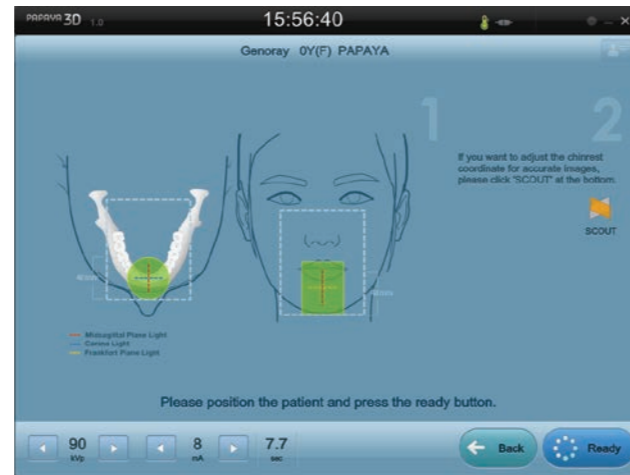 PAPAYA 3D 1.0
15:56:40
Genoray 0Y(F) PAPAYA
1
2
If you want to adjust the chinrest
coordinate for accurate images,
please click 'SCOUT' at the bottom.
SCOUT
Midsagittal Plane Light
Canine Light
Frankfort Plane Light
Please position the patient and press the ready button.
90
kVp
8
mA
7.7
sec
Back
Ready